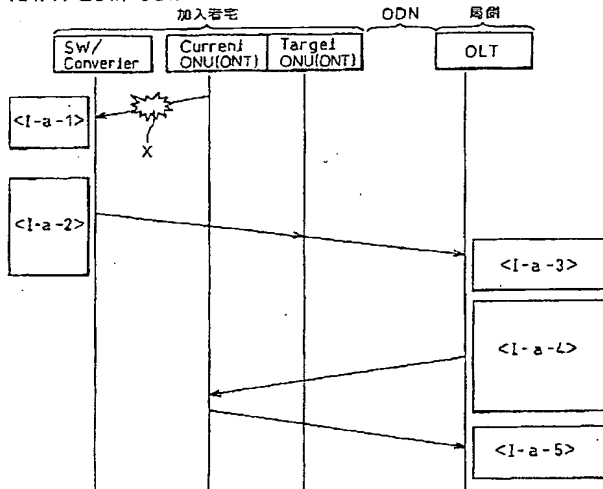 加入者宅 ODN 局側
SW/ Converter
Current ONU(ONT)
Target ONU(ONT)
OLT
<I-a-1>
X
<I-a-2>
<I-a-3>
<I-a-4>
<I-a-5>